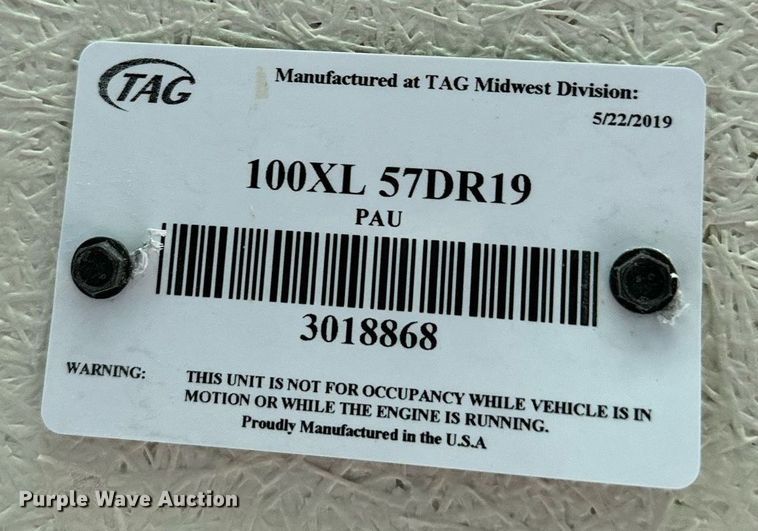 TAG
Manufactured at TAG Midwest Division:
5/22/2019
100XL 57DR19
PAU
3018868
WARNING: THIS UNIT IS NOT FOR OCCUPANCY WHILE VEHICLE IS IN
MOTION OR WHILE THE ENGINE IS RUNNING.
Proudly Manufactured in the U.S.A
Purple Wave Auction